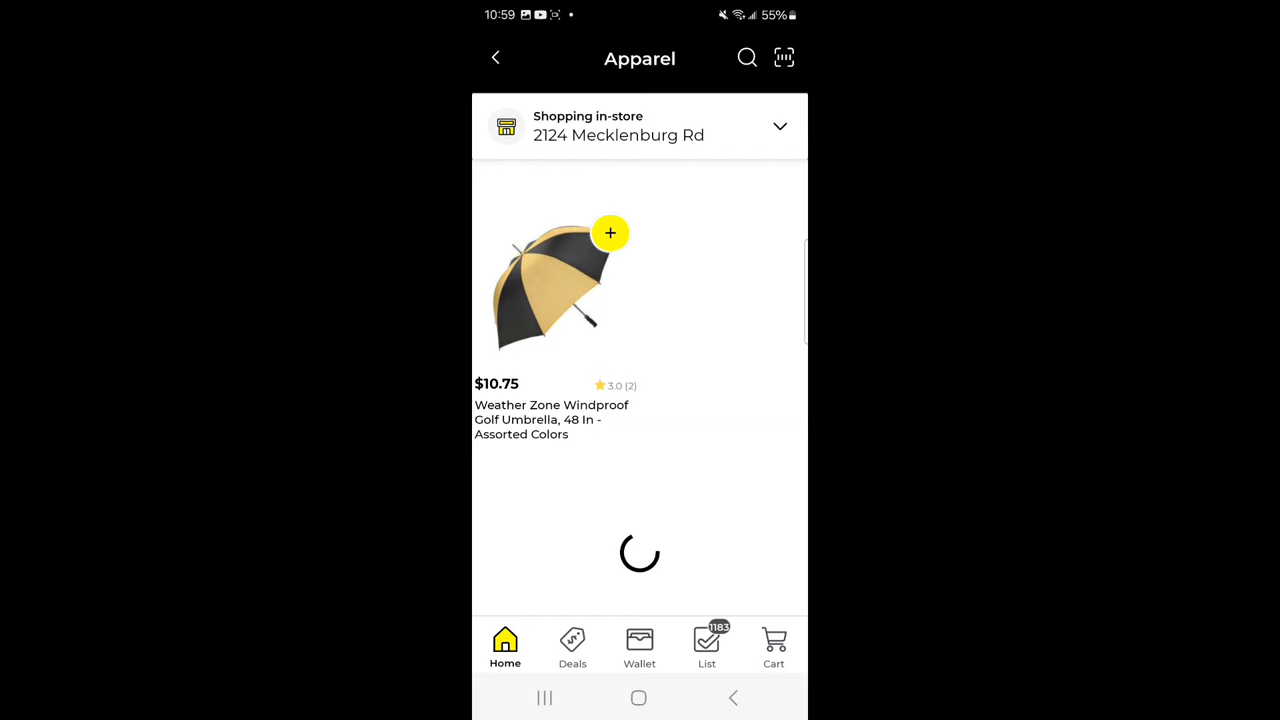 10:59
55%
Apparel
Shopping in-store
2124 Mecklenburg Rd
+
$10.75
3.0 (2)
Weather Zone Windproof
Golf Umbrella, 48 In -
Assorted Colors
1183
Home
Deals
Wallet
List
Cart